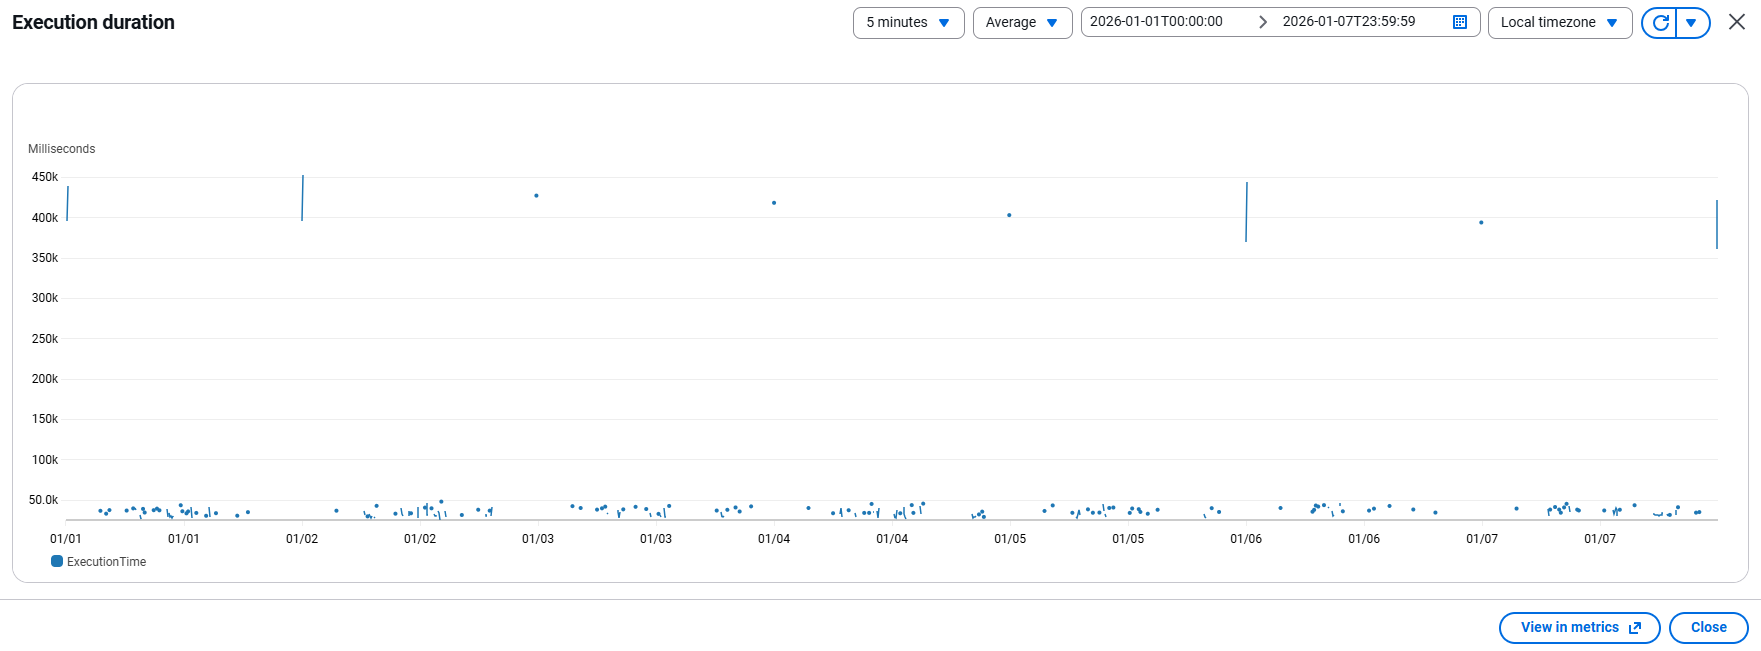 Execution duration
5 minutes
Average
2026-01-01T00:00:00
2026-01-07T23:59:59
Local timezone
Milliseconds
450k
400k
350k
300k
250k
200k
150k
100k
50.0k
01/01 01/01 01/02 01/02 01/03 01/03 01/04 01/04 01/05 01/05 01/06 01/06 01/07 01/07
ExecutionTime
View in metrics
Close